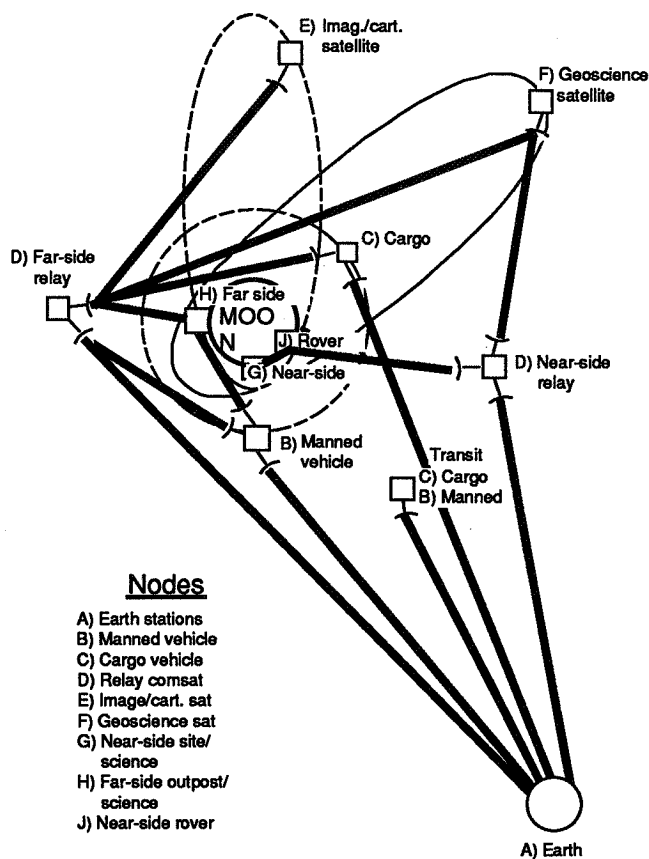 E) Imag./cart.
satellite
F) Geoscience
satellite
C) Cargo
D) Far-side
relay
H) Far side
MOO
N
J) Rover
G) Near-side
D) Near-side
relay
B) Manned
vehicle
Transit
C) Cargo
B) Manned
Nodes
A) Earth stations
B) Manned vehicle
C) Cargo vehicle
D) Relay comsat
E) Image/cart. sat
F) Geoscience sat
G) Near-side site/
science
H) Far-side outpost/
science
J) Near-side rover
A) Earth